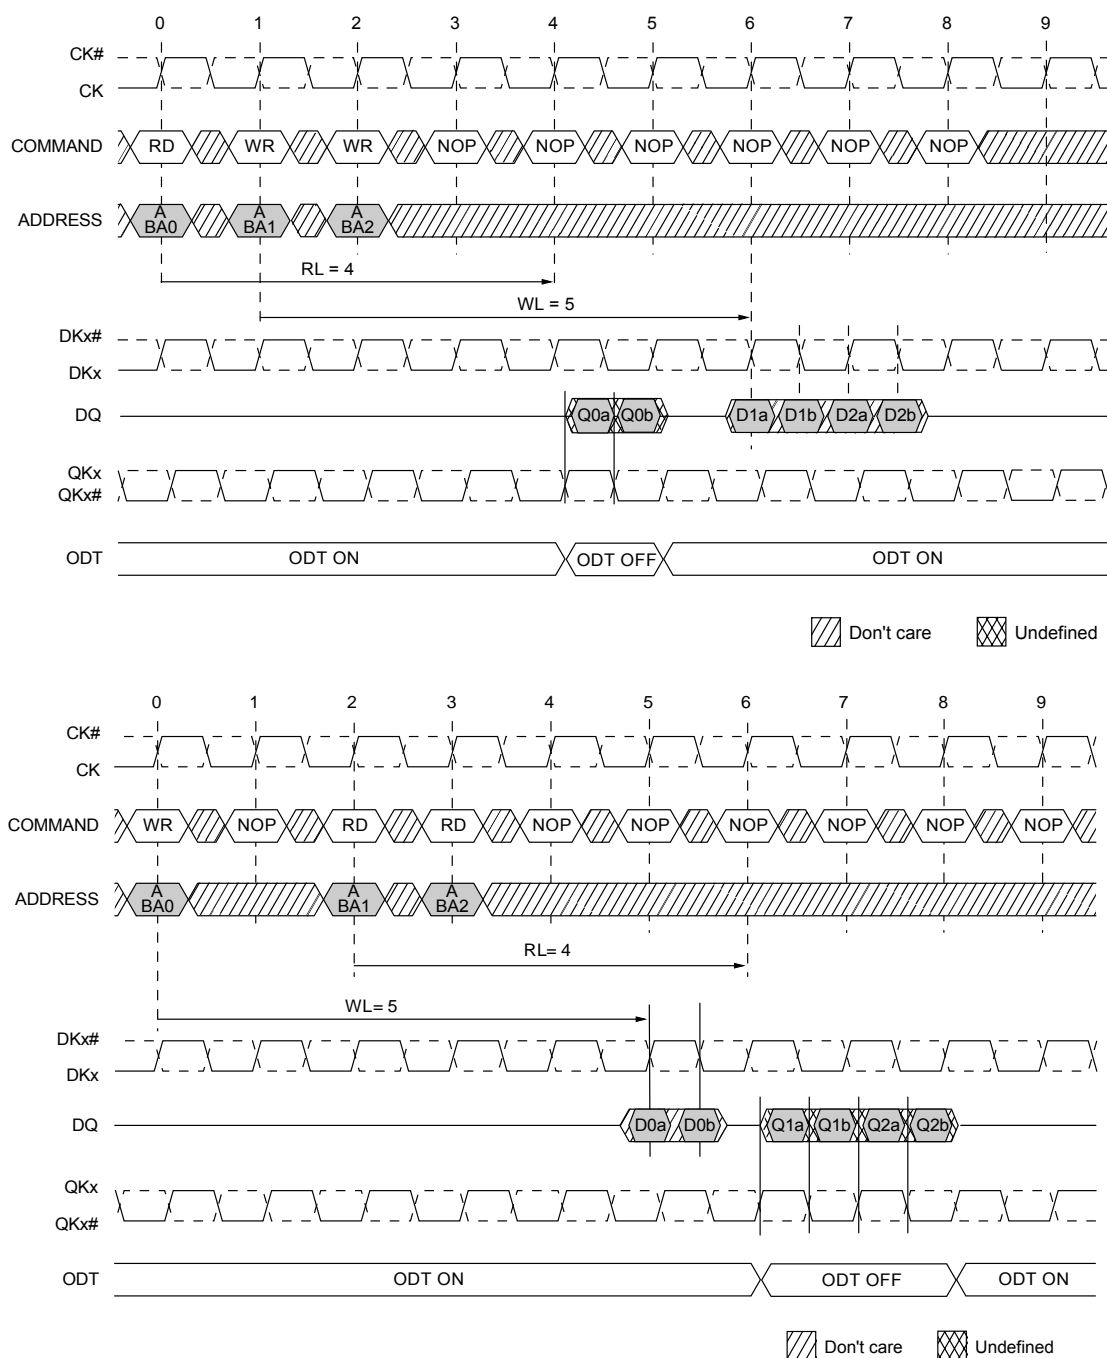 0 1 2 3 4 5 6 7 8 9
CK#
CK
COMMAND RD WR WR NOP NOP NOP NOP NOP NOP
ADDRESS A BA0 A BA1 A BA2
RL = 4
WL = 5
DKx#
DKx
DQ Q0a Q0b D1a D1b D2a D2b
QKx
QKx#
ODT ODT ON ODT OFF ODT ON
Don't care Undefined
0 1 2 3 4 5 6 7 8 9
CK#
CK
COMMAND WR NOP RD RD NOP NOP NOP NOP NOP NOP
ADDRESS A BA0 A BA1 A BA2
RL= 4
WL= 5
DKx#
DKx
DQ D0a D0b Q1a Q1b Q2a Q2b
QKx
QKx#
ODT ODT ON ODT OFF ODT ON
Don't care Undefined